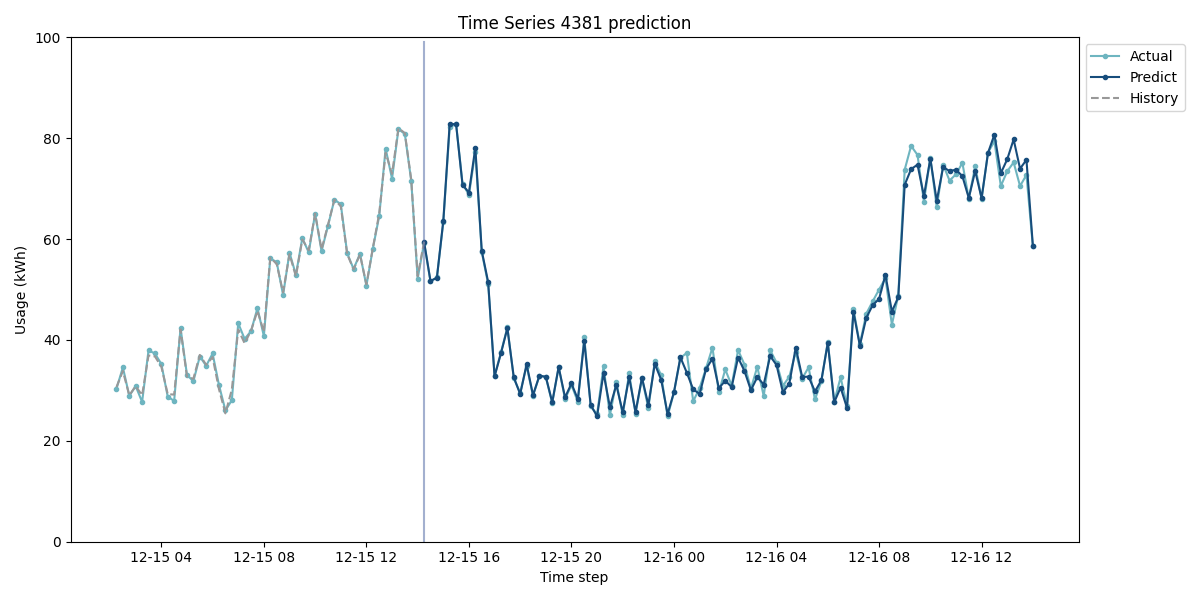 Time Series 4381 prediction
100
80
60
40
20
0
Usage (kWh)
12-15 04
12-15 08
12-15 12
12-15 16
12-15 20
12-16 00
12-16 04
12-16 08
12-16 12
Time step
Actual
Predict
History